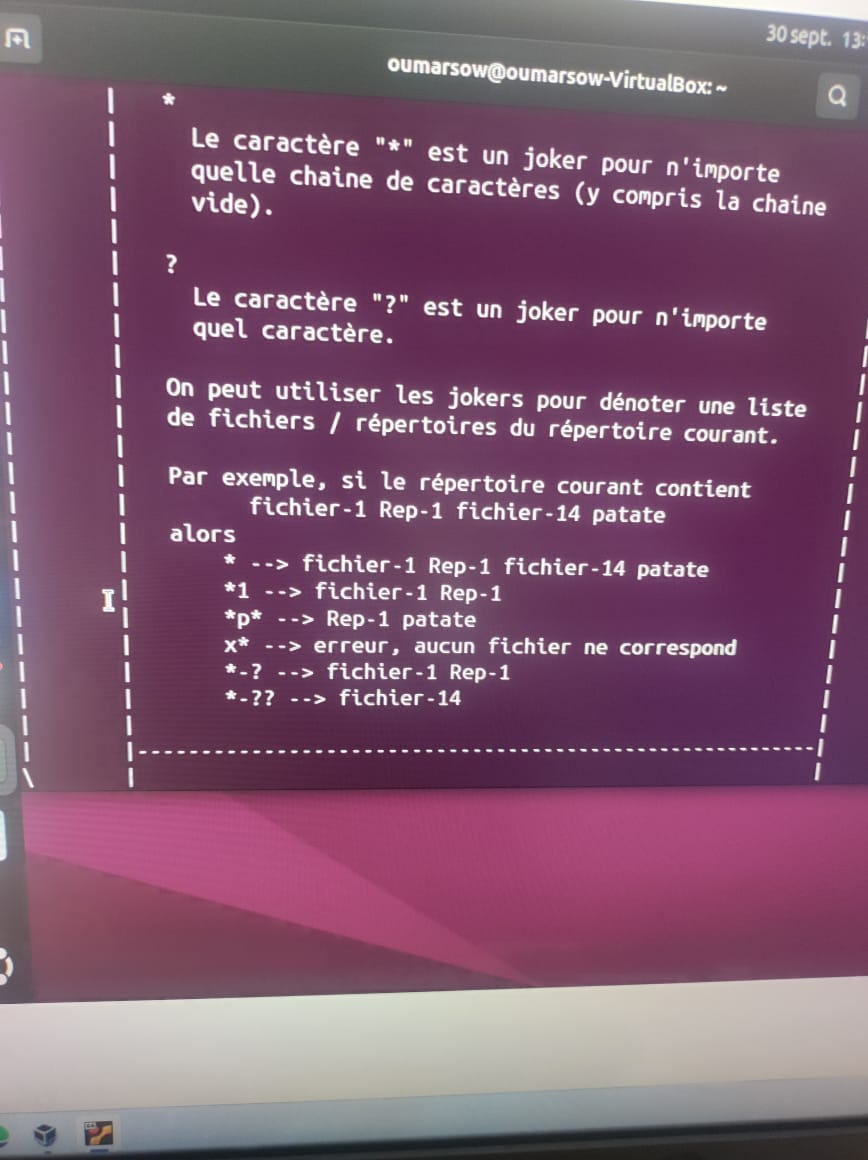 30 sept. 13:
oumarsow@oumarsow-VirtualBox: ~
*
Le caractère "*" est un joker pour n'importe
quelle chaine de caractères (y compris la chaine
vide).
?
Le caractère "?" est un joker pour n'importe
quel caractère.
On peut utiliser les jokers pour dénoter une liste
de fichiers / répertoires du répertoire courant.
Par exemple, si le répertoire courant contient
fichier-1 Rep-1 fichier-14 patate
alors
* --> fichier-1 Rep-1 fichier-14 patate
*1 --> fichier-1 Rep-1
*p* --> Rep-1 patate
x* --> erreur, aucun fichier ne correspond
*-? --> fichier-1 Rep-1
*-?? --> fichier-14